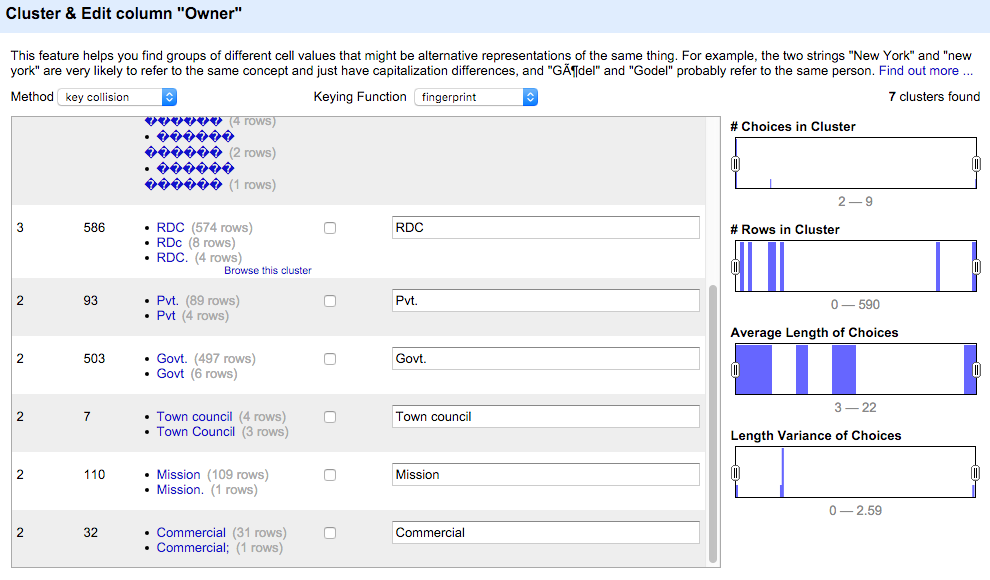 Cluster & Edit column "Owner"
This feature helps you find groups of different cell values that might be alternative representations of the same thing. For example, the two strings "New York" and "new
york" are very likely to refer to the same concept and just have capitalization differences, and "GÃ¶del" and "Godel" probably refer to the same person. Find out more ...
Method key collision Keying Function fingerprint 7 clusters found
������ (4 rows)
• ������
������ (2 rows)
• ������
������ (1 rows)
3 586 • RDC (574 rows) RDC
• RDc (8 rows)
• RDC. (4 rows)
Browse this cluster
2 93 • Pvt. (89 rows) Pvt.
• Pvt (4 rows)
2 503 • Govt. (497 rows) Govt.
• Govt (6 rows)
2 7 • Town council (4 rows) Town council
• Town Council (3 rows)
2 110 • Mission (109 rows) Mission
• Mission. (1 rows)
2 32 • Commercial (31 rows) Commercial
• Commercial; (1 rows)
# Choices in Cluster
2 — 9
# Rows in Cluster
0 — 590
Average Length of Choices
3 — 22
Length Variance of Choices
0 — 2.59